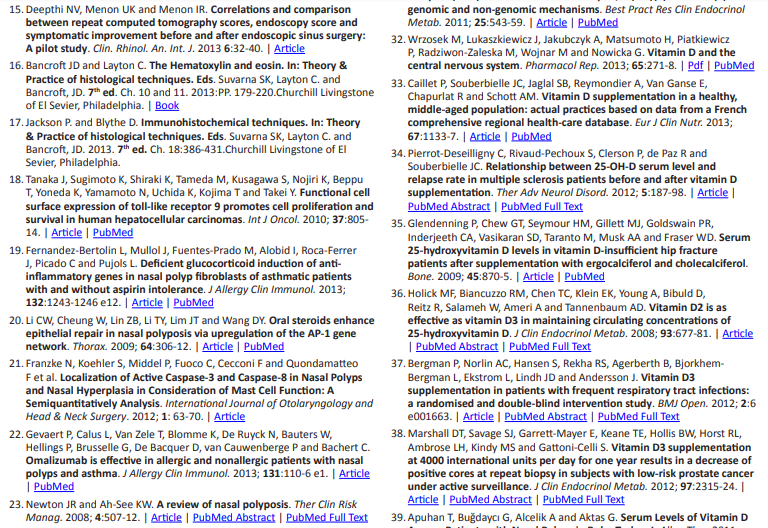 15. Deepthi NV, Menon UK and Menon IR. Correlations and comparison
between repeat computed tomography scores, endoscopy score and
symptomatic improvement before and after endoscopic sinus surgery:
A pilot study. Clin. Rhinol. An. Int. J. 2013 6:32-40. | Article
16. Bancroft JD and Layton C. The Hematoxylin and eosin. In: Theory &
Practice of histological techniques. Eds. Suvarna SK, Layton C. and
Bancroft, JD. 7th ed. Ch. 10 and 11. 2013:PP. 179-220.Churchill Livingstone
of El Sevier, Philadelphia. | Book
17. Jackson P. and Blythe D. Immunohistochemical techniques. In: Theory
& Practice of histological techniques. Eds. Suvarna SK, Layton C. and
Bancroft, JD. 2013. 7th ed. Ch. 18:386-431.Churchill Livingstone of El
Sevier, Philadelphia.
18. Tanaka J, Sugimoto K, Shiraki K, Tameda M, Kusagawa S, Nojiri K, Beppu
T, Yoneda K, Yamamoto N, Uchida K, Kojima T and Takei Y. Functional cell
surface expression of toll-like receptor 9 promotes cell proliferation and
survival in human hepatocellular carcinomas. Int J Oncol. 2010; 37:805-
14. | Article | PubMed
19. Fernandez-Bertolin L, Mullol J, Fuentes-Prado M, Alobid I, Roca-Ferrer
J, Picado C and Pujols L. Deficient glucocorticoid induction of anti-
inflammatory genes in nasal polyp fibroblasts of asthmatic patients
with and without aspirin intolerance. J Allergy Clin Immunol. 2013;
132:1243-1246 e12. | Article | PubMed
20. Li CW, Cheung W, Lin ZB, Li TY, Lim JT and Wang DY. Oral steroids enhance
epithelial repair in nasal polyposis via upregulation of the AP-1 gene
network. Thorax. 2009; 64:306-12. | Article | PubMed
21. Franzke N, Koehler S, Middel P, Fuoco C, Cecconi F and Quondamatteo
F et al. Localization of Active Caspase-3 and Caspase-8 in Nasal Polyps
and Nasal Hyperplasia in Consideration of Mast Cell Function: A
Semiquantitatively Analysis. International Journal of Otolaryngology and
Head & Neck Surgery. 2012; 1: 63-70. | Article
22. Gevaert P, Calus L, Van Zele T, Blomme K, De Ruyck N, Bauters W,
Hellings P, Brusselle G, De Bacquer D, van Cauwenberge P and Bachert C.
Omalizumab is effective in allergic and nonallergic patients with nasal
polyps and asthma. J Allergy Clin Immunol. 2013; 131:110-6 e1. | Article
| PubMed
23. Newton JR and Ah-See KW. A review of nasal polyposis. Ther Clin Risk
Manag. 2008; 4:507-12. | Article | PubMed Abstract | PubMed Full Text
genomic and non-genomic mechanisms. Best Pract Res Clin Endocrinol
Metab. 2011; 25:543-59. | Article | PubMed
32. Wrzosek M, Lukaszkiewicz J, Jakubczyk A, Matsumoto H, Piatkiewicz
P, Radziwon-Zaleska M, Wojnar M and Nowicka G. Vitamin D and the
central nervous system. Pharmacol Rep. 2013; 65:271-8. | Pdf | PubMed
33. Caillet P, Souberbielle JC, Jaglal SB, Reymondier A, Van Ganse E,
Chapurlat R and Schott AM. Vitamin D supplementation in a healthy,
middle-aged population: actual practices based on data from a French
comprehensive regional health-care database. Eur J Clin Nutr. 2013;
67:1133-7. | Article | PubMed
34. Pierrot-Deseilligny C, Rivaud-Pechoux S, Clerson P, de Paz R and
Souberbielle JC. Relationship between 25-OH-D serum level and
relapse rate in multiple sclerosis patients before and after vitamin D
supplementation. Ther Adv Neurol Disord. 2012; 5:187-98. | Article |
PubMed Abstract | PubMed Full Text
35. Glendenning P, Chew GT, Seymour HM, Gillett MJ, Goldswain PR,
Inderjeeth CA, Vasikaran SD, Taranto M, Musk AA and Fraser WD. Serum
25-hydroxyvitamin D levels in vitamin D-insufficient hip fracture
patients after supplementation with ergocalciferol and cholecalciferol.
Bone. 2009; 45:870-5. | Article | PubMed
36. Holick MF, Biancuzzo RM, Chen TC, Klein EK, Young A, Bibuld D,
Reitz R, Salameh W, Ameri A and Tannenbaum AD. Vitamin D2 is as
effective as vitamin D3 in maintaining circulating concentrations of
25-hydroxyvitamin D. J Clin Endocrinol Metab. 2008; 93:677-81. | Article
| PubMed Abstract | PubMed Full Text
37. Bergman P, Norlin AC, Hansen S, Rekha RS, Agerberth B, Bjorkhem-
Bergman L, Ekstrom L, Lindh JD and Andersson J. Vitamin D3
supplementation in patients with frequent respiratory tract infections:
a randomised and double-blind intervention study. BMJ Open. 2012; 2:6
e001663. | Article | PubMed Abstract | PubMed Full Text
38. Marshall DT, Savage SJ, Garrett-Mayer E, Keane TE, Hollis BW, Horst RL,
Ambrose LH, Kindy MS and Gattoni-Celli S. Vitamin D3 supplementation
at 4000 international units per day for one year results in a decrease of
positive cores at repeat biopsy in subjects with low-risk prostate cancer
under active surveillance. J Clin Endocrinol Metab. 2012; 97:2315-24. |
Article | PubMed Abstract | PubMed Full Text
39. Apuhan T, Buğdaycı G, Alcelik A and Aktas G. Serum Levels of Vitamin D